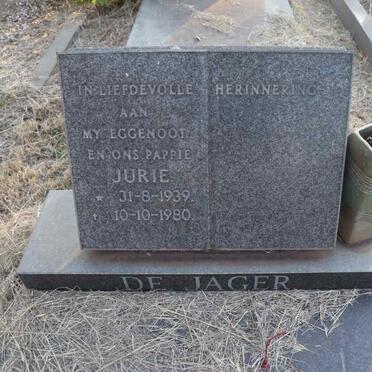 IN LIEFDEVOLLE HERINNERING
AAN
MY EGGENOOT
EN ONS PAPPIE
JURIE
* 31-8-1939.
† 10-10-1980.
DE JAGER